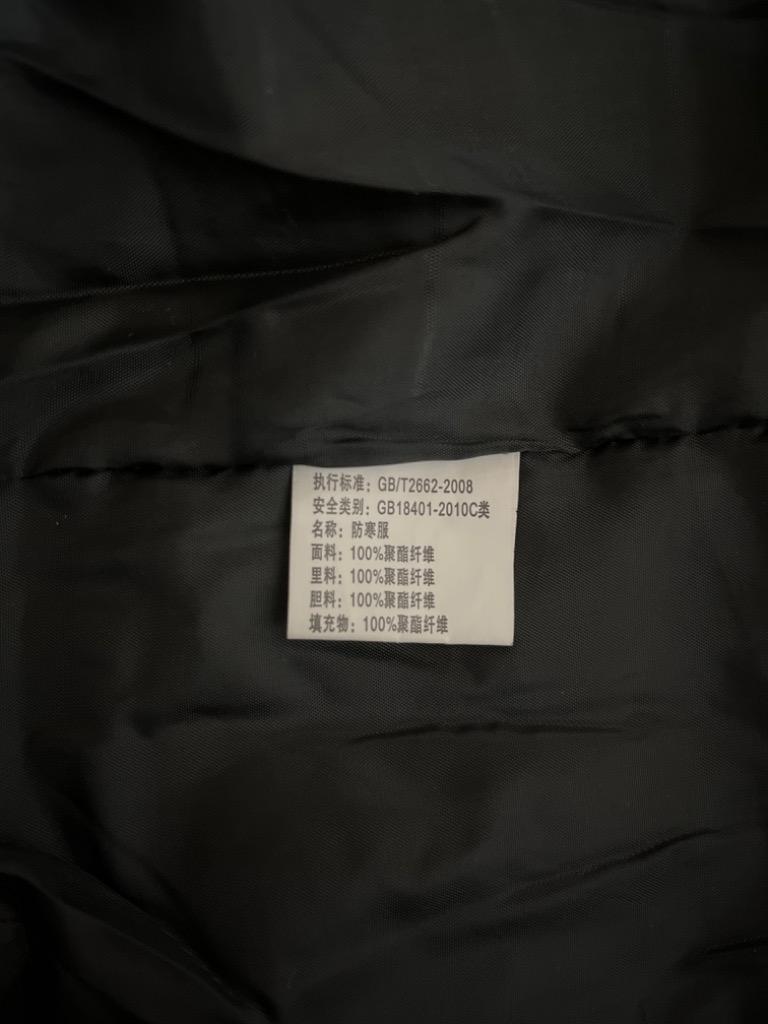 执行标准：GB/T2662-2008
安全类别：GB18401-2010C类
名称：防寒服
面料：100%聚酯纤维
里料：100%聚酯纤维
胆料：100%聚酯纤维
填充物：100%聚酯纤维